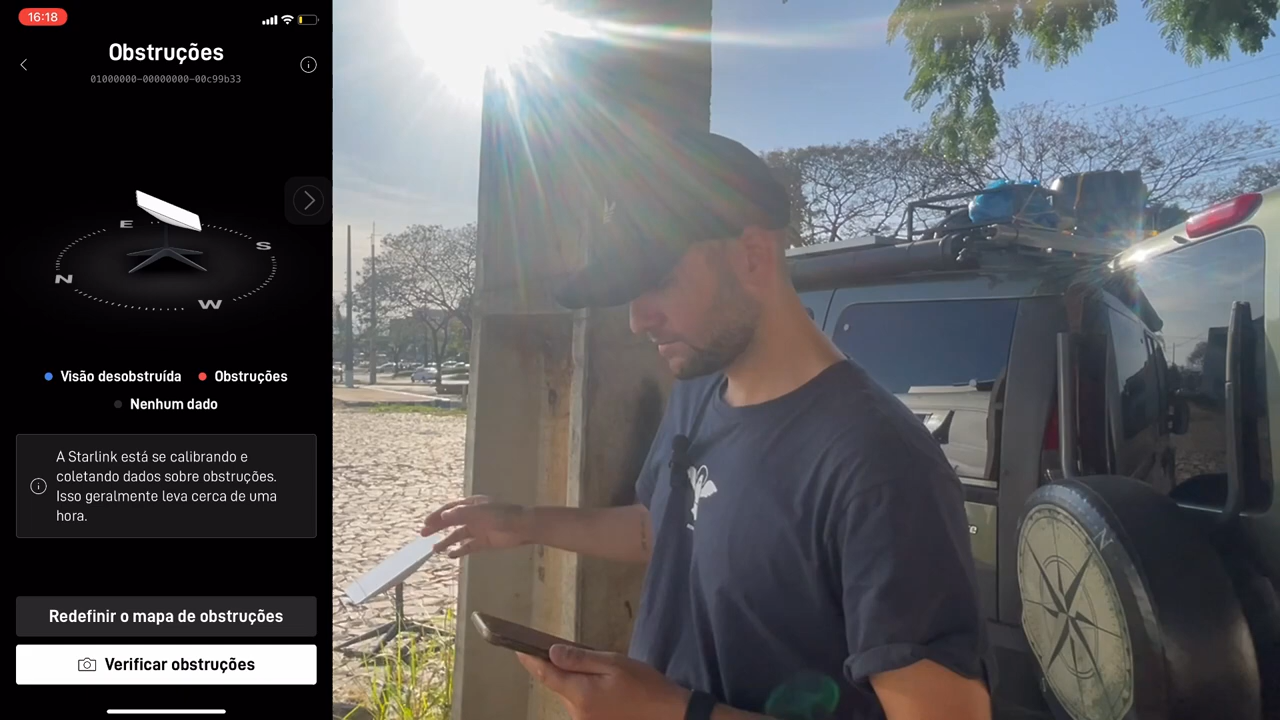 16:18
Obstruções
01000000-00000000-00c99b33
E
S
N
W
Visão desobstruída
Obstruções
Nenhum dado
A Starlink está se calibrando e
coletando dados sobre obstruções.
Isso geralmente leva cerca de uma
hora.
Redefinir o mapa de obstruções
Verificar obstruções
N